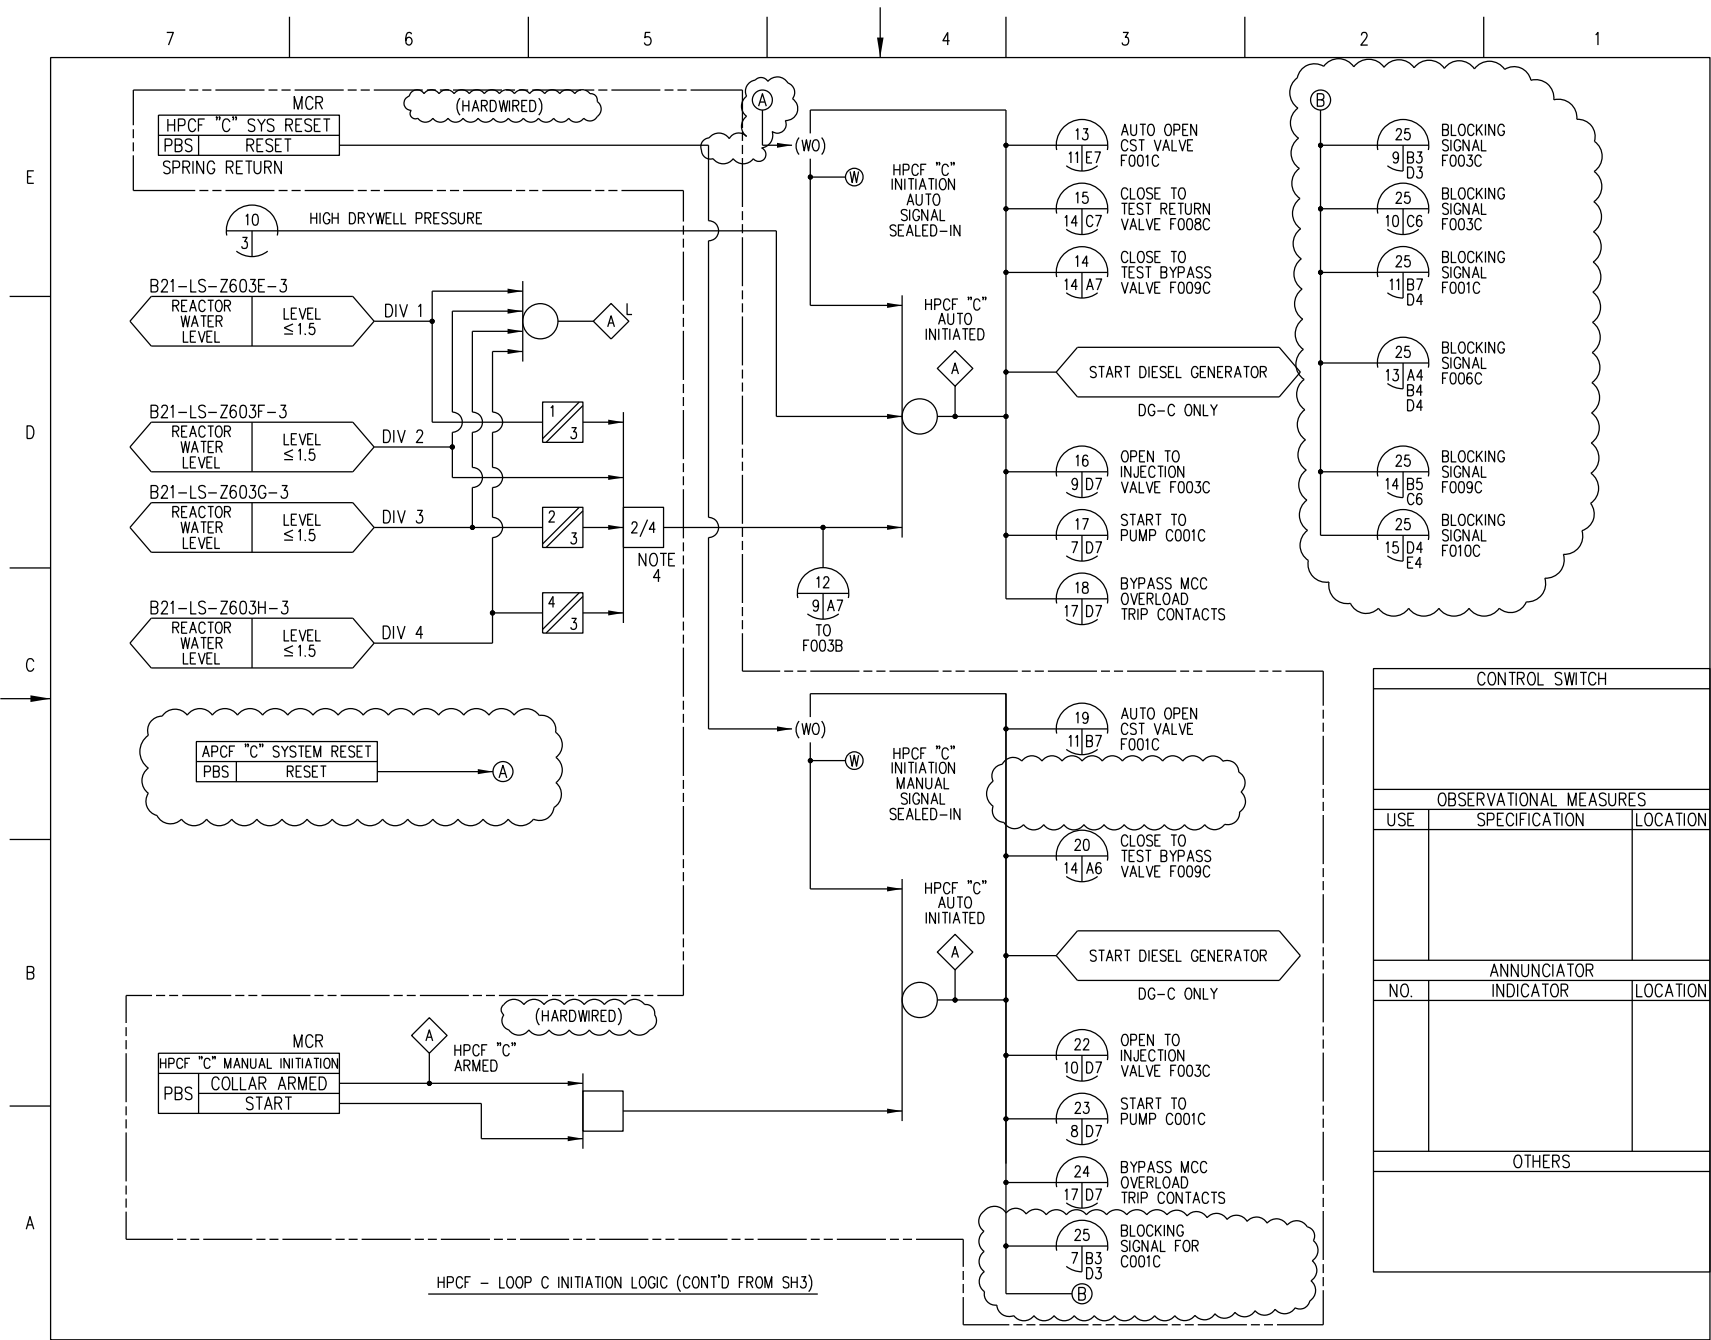 7 6 5 4 3 2 1
E
D
C
B
A
MCR
(HARDWIRED)
HPCF "C" SYS RESET
PBS RESET
SPRING RETURN
10
3
HIGH DRYWELL PRESSURE
B21-LS-Z603E-3
REACTOR
WATER
LEVEL
LEVEL
≤1.5
DIV 1
A L
B21-LS-Z603F-3
REACTOR
WATER
LEVEL
LEVEL
≤1.5
DIV 2
1
3
B21-LS-Z603G-3
REACTOR
WATER
LEVEL
LEVEL
≤1.5
DIV 3
2
3
2/4
NOTE
4
B21-LS-Z603H-3
REACTOR
WATER
LEVEL
LEVEL
≤1.5
DIV 4
4
3
12
9 A7
TO
F003B
APCF "C" SYSTEM RESET
PBS RESET
A
A
(WO)
W
HPCF "C"
INITIATION
AUTO
SIGNAL
SEALED-IN
HPCF "C"
AUTO
INITIATED
A
13
11 E7
AUTO OPEN
CST VALVE
F001C
15
14 C7
CLOSE TO
TEST RETURN
VALVE F008C
14
14 A7
CLOSE TO
TEST BYPASS
VALVE F009C
START DIESEL GENERATOR
DG-C ONLY
16
9 D7
OPEN TO
INJECTION
VALVE F003C
17
7 D7
START TO
PUMP C001C
18
17 D7
BYPASS MCC
OVERLOAD
TRIP CONTACTS
B
25
9 B3
D3
BLOCKING
SIGNAL
F003C
25
10 C6
BLOCKING
SIGNAL
F003C
25
11 B7
D4
BLOCKING
SIGNAL
F001C
25
13 A4
B4
D4
BLOCKING
SIGNAL
F006C
25
14 B5
C6
BLOCKING
SIGNAL
F009C
25
15 D4
E4
BLOCKING
SIGNAL
F010C
(WO)
W
HPCF "C"
INITIATION
MANUAL
SIGNAL
SEALED-IN
HPCF "C"
AUTO
INITIATED
A
19
11 B7
AUTO OPEN
CST VALVE
F001C
20
14 A6
CLOSE TO
TEST BYPASS
VALVE F009C
START DIESEL GENERATOR
DG-C ONLY
22
10 D7
OPEN TO
INJECTION
VALVE F003C
23
8 D7
START TO
PUMP C001C
24
17 D7
BYPASS MCC
OVERLOAD
TRIP CONTACTS
25
7 B3
D3
BLOCKING
SIGNAL FOR
C001C
B
(HARDWIRED)
MCR
A
HPCF "C"
ARMED
HPCF "C" MANUAL INITIATION
PBS
COLLAR ARMED
START
HPCF - LOOP C INITIATION LOGIC (CONT'D FROM SH3)
CONTROL SWITCH
OBSERVATIONAL MEASURES
USE SPECIFICATION LOCATION
ANNUNCIATOR
NO. INDICATOR LOCATION
OTHERS